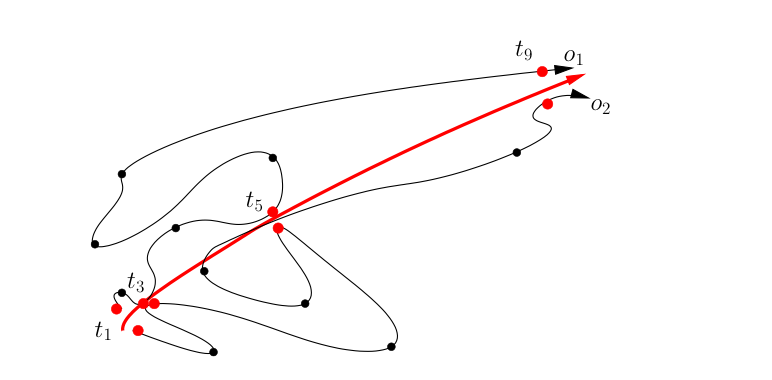 t₉ o₁
o₂
t₅
t₃
t₁